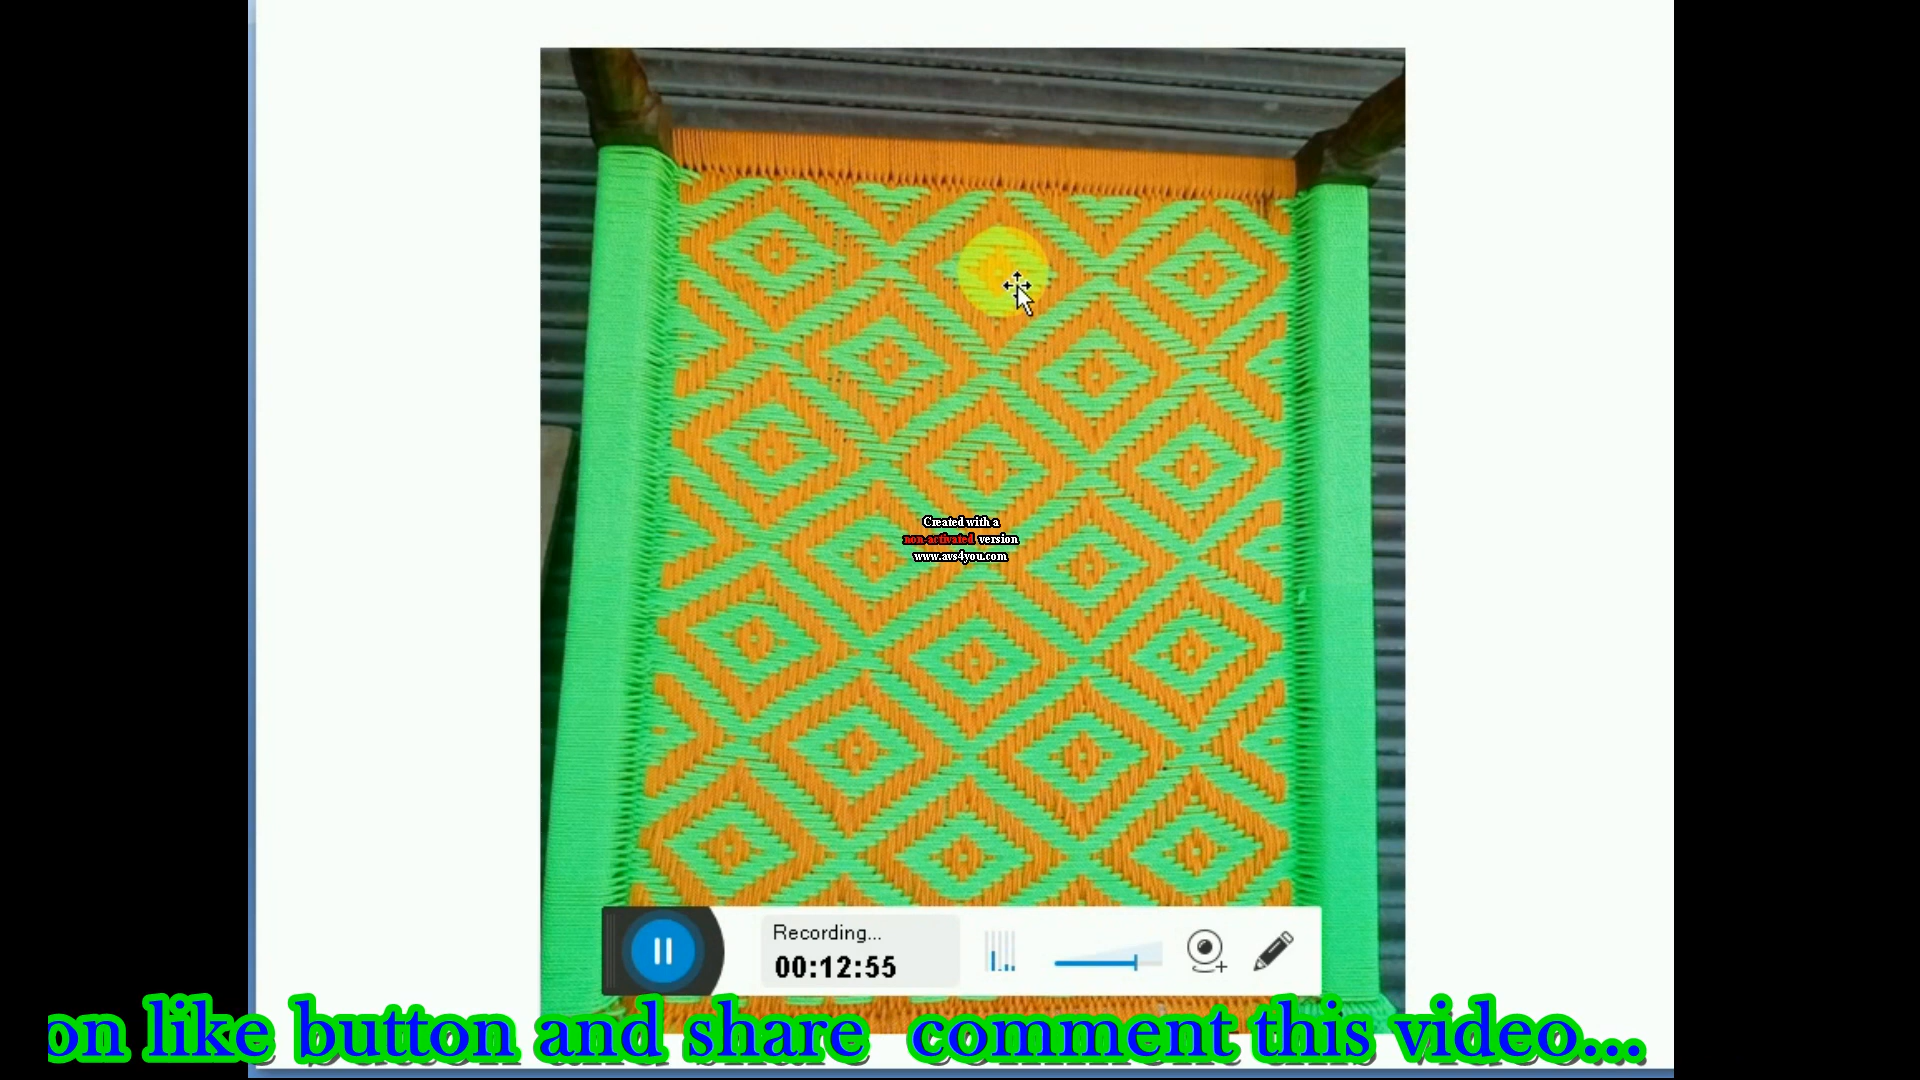 Created with a
non-activated version
www.avs4you.com
Recording...
00:12:55
on like button and share comment this video...